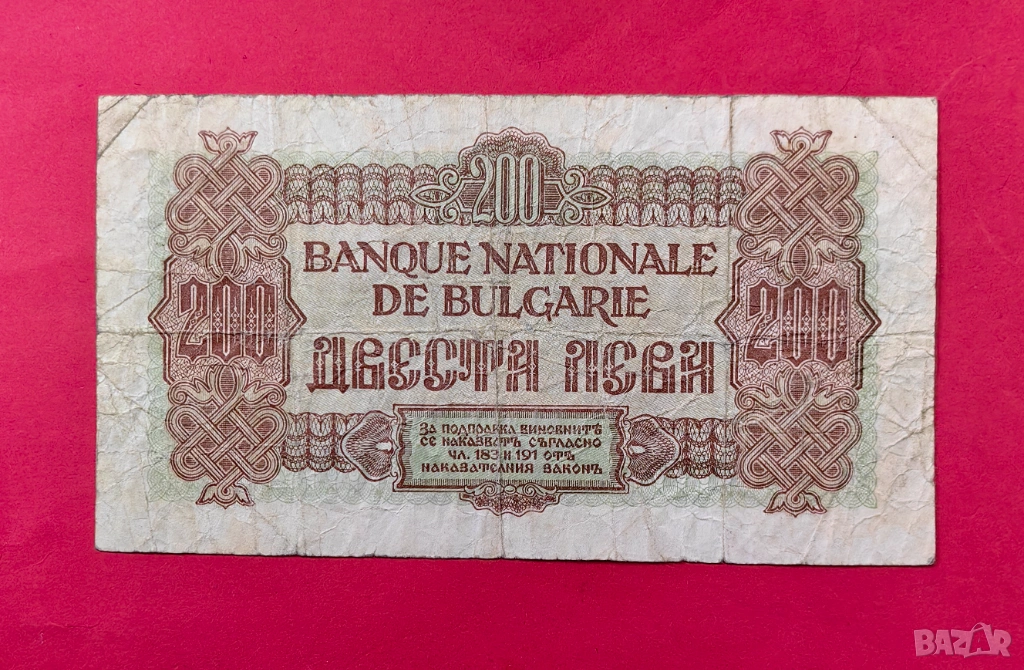 200
BANQUE NATIONALE
DE BULGARIE
200
200
ДВЕСТА ЛЕВА
ЗА ПОДПРАВКА ВИНОВНИТѢ
СЕ НАКАЗВАТЪ СЪГЛАСНО
ЧЛ. 183 И 191 ОТЪ
НАКАЗАТЕЛНИЯ ЗАКОНЪ
BAZAR